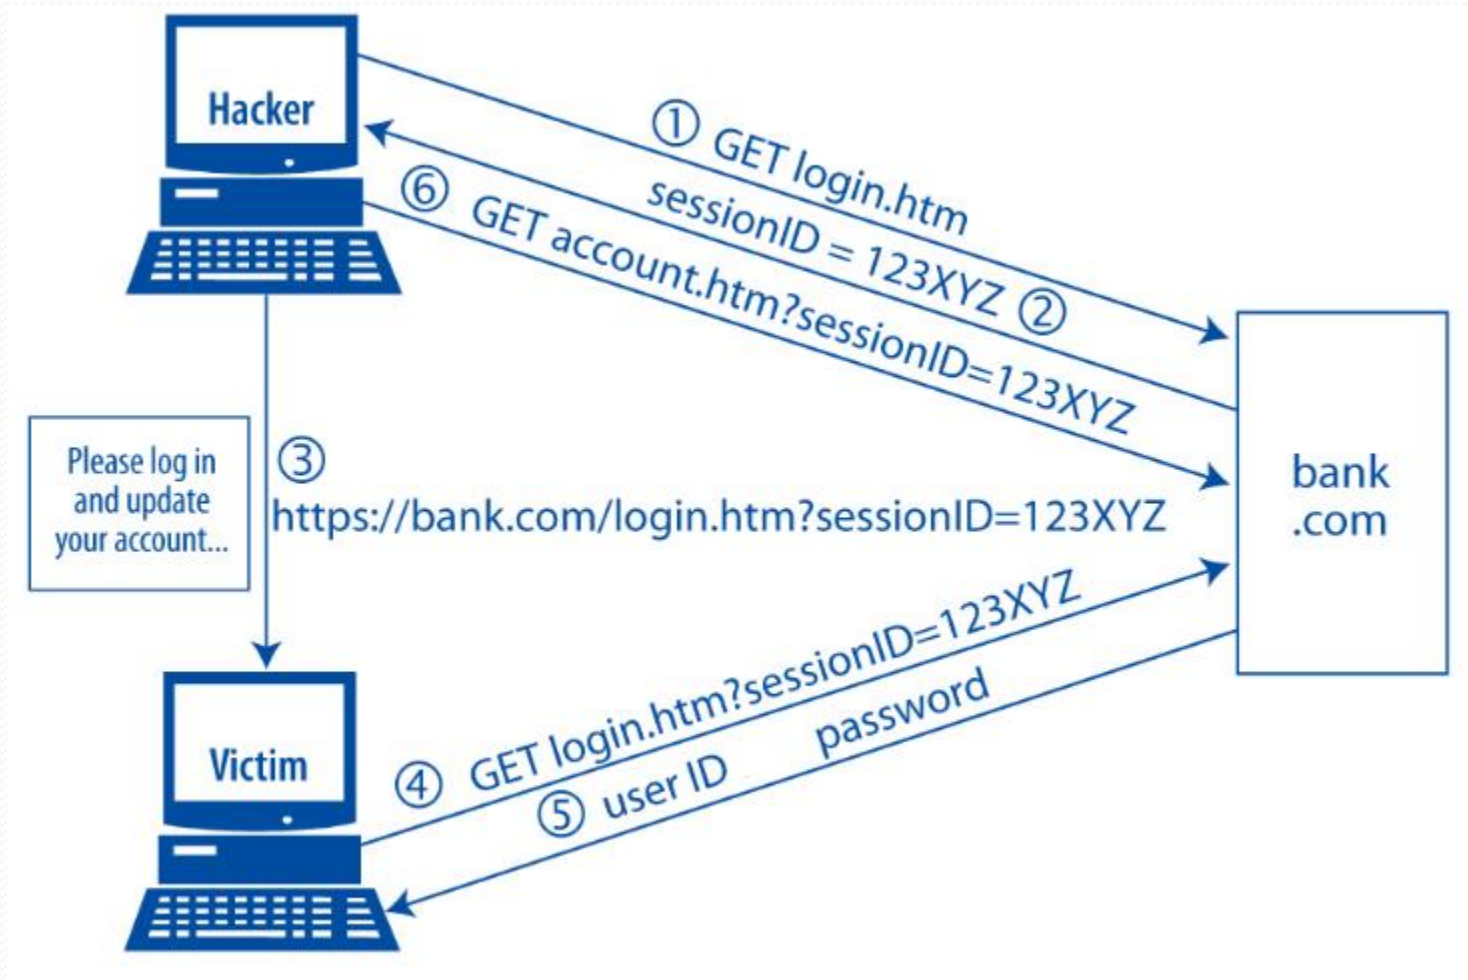 Hacker
① GET login.htm
sessionID = 123XYZ ②
⑥ GET account.htm?sessionID=123XYZ
Please log in
and update
your account...
③
https://bank.com/login.htm?sessionID=123XYZ
bank
.com
Victim
④ GET login.htm?sessionID=123XYZ
⑤ user ID password